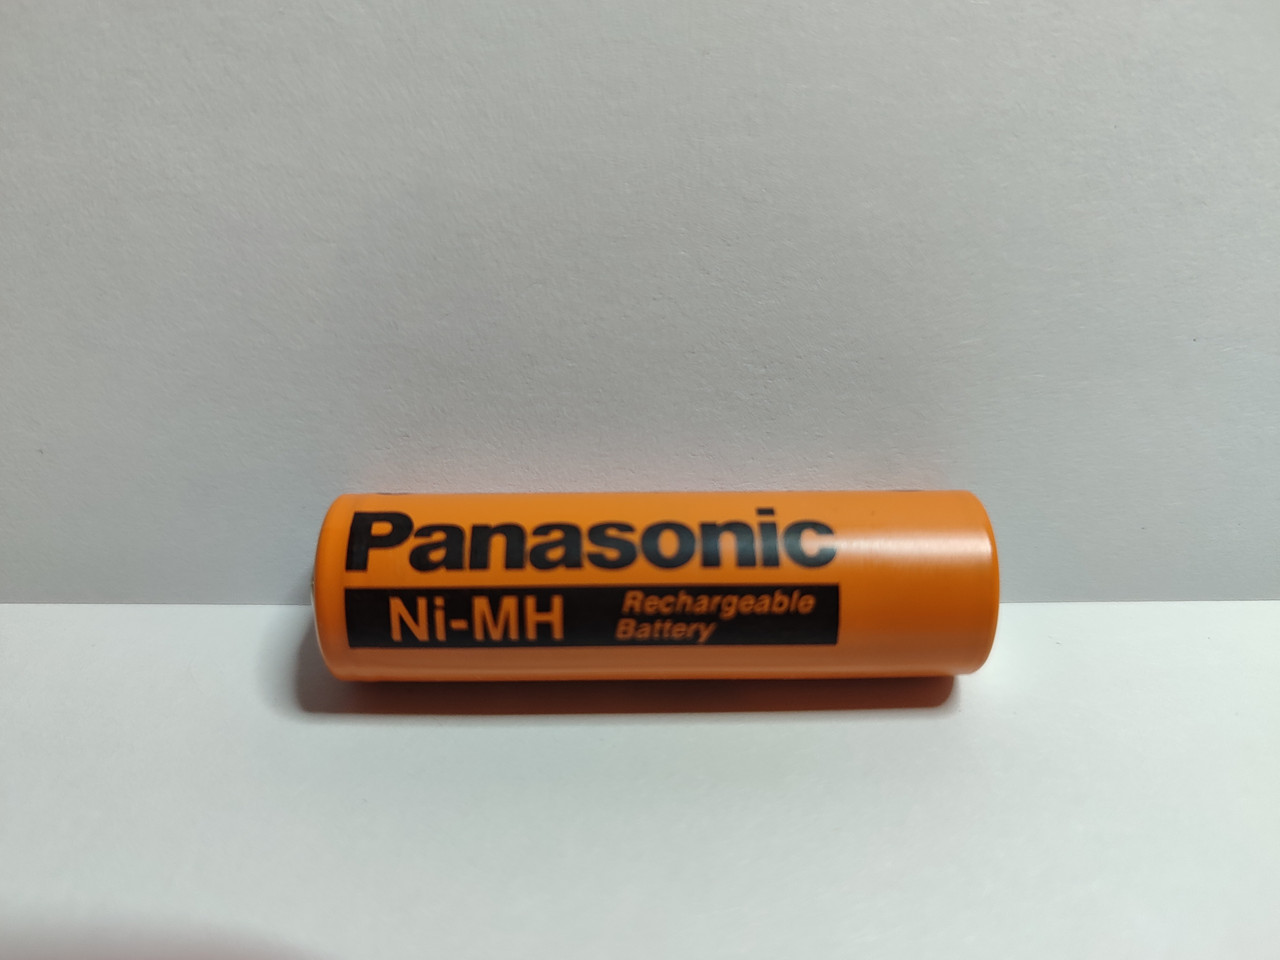 Panasonic
Ni-MH
Rechargeable
Battery